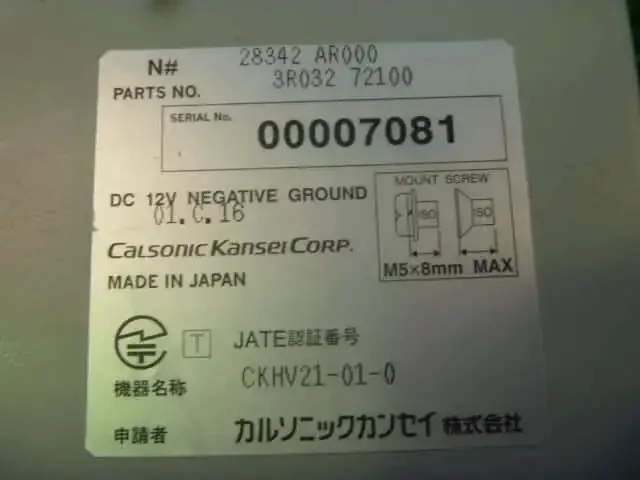 N# 28342 AR000
PARTS NO. 3R032 72100
SERIAL No. 00007081
DC 12V NEGATIVE GROUND
01.C.16
MOUNT SCREW
ISO ISO
M5×8mm MAX
CALSONIC KANSEI CORP.
MADE IN JAPAN
T JATE認証番号
機器名称 CKHV21-01-0
申請者 カルソニックカンセイ株式会社